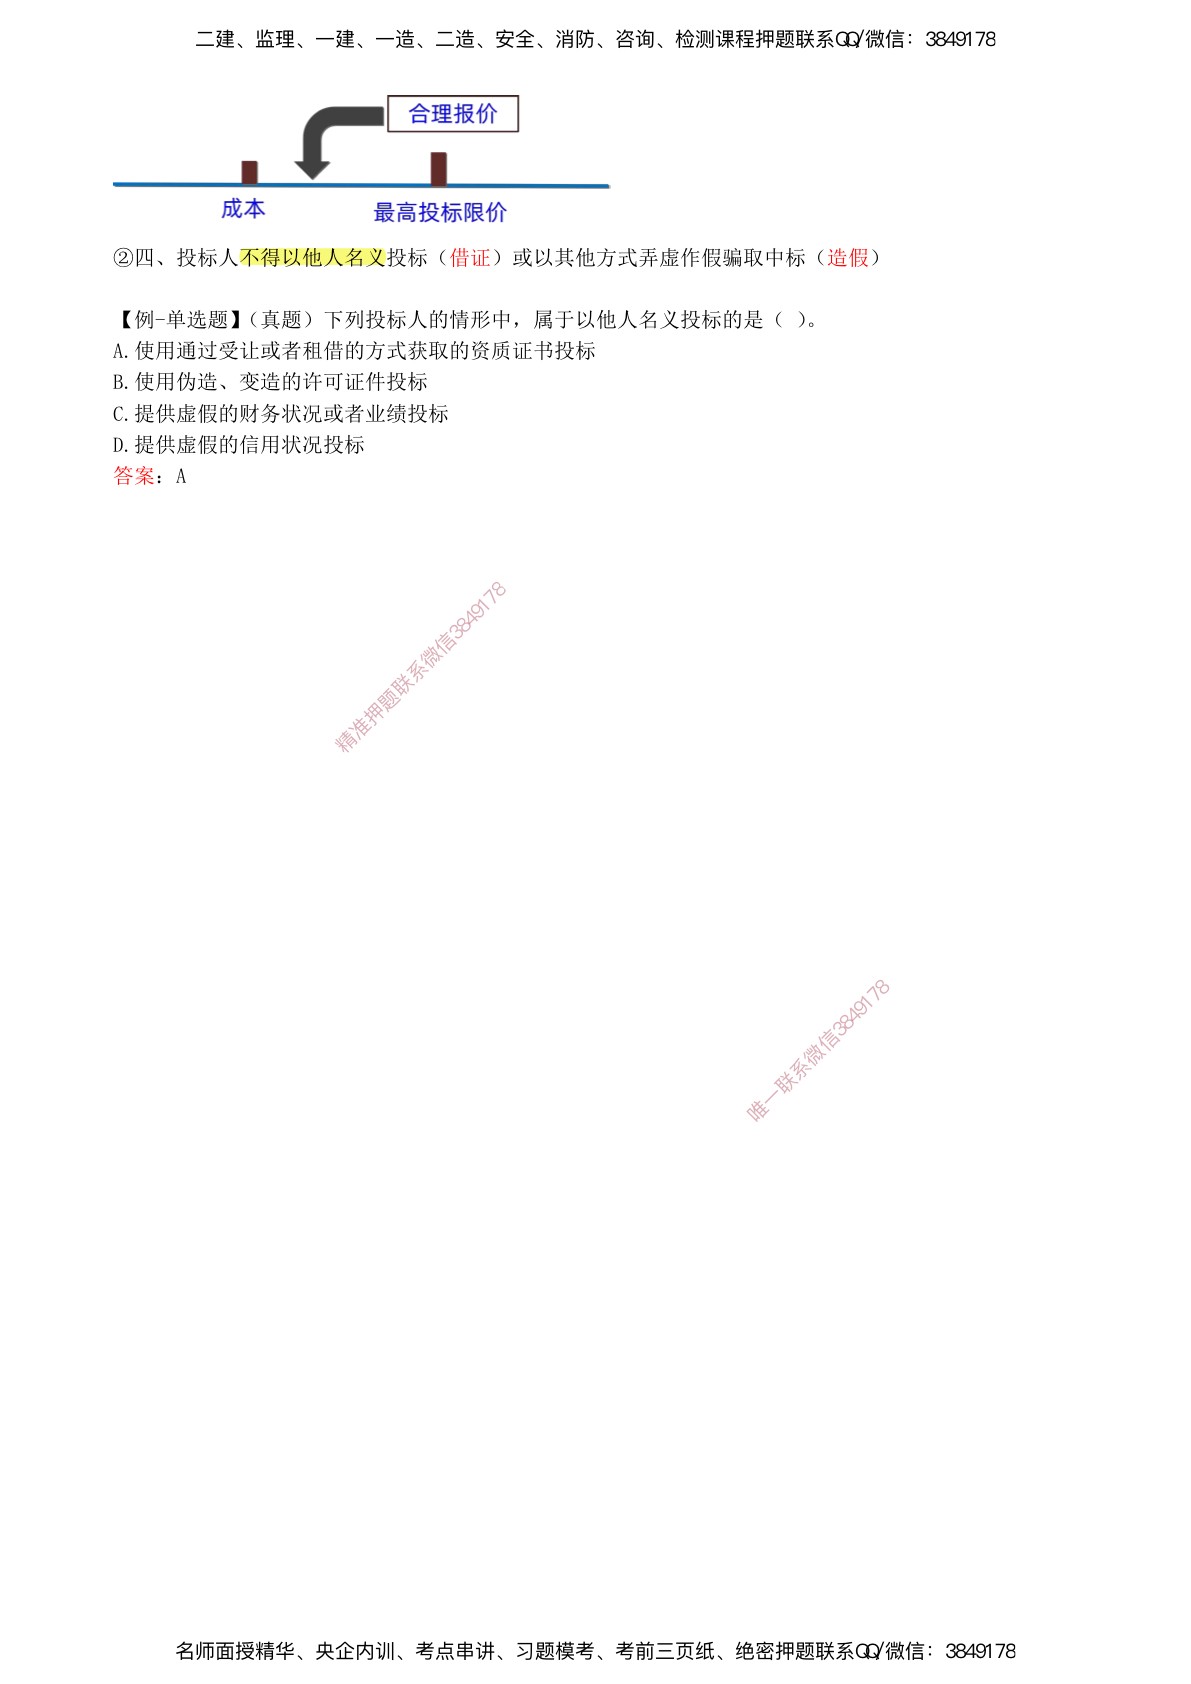 二建、监理、一建、一造、二造、安全、消防、咨询、检测课程押题联系QQ/微信：3849178
合理报价
成本
最高投标限价
②四、投标人不得以他人名义投标（借证）或以其他方式弄虚作假骗取中标（造假）
【例-单选题】（真题）下列投标人的情形中，属于以他人名义投标的是（ ）。
A.使用通过受让或者租借的方式获取的资质证书投标
B.使用伪造、变造的许可证件投标
C.提供虚假的财务状况或者业绩投标
D.提供虚假的信用状况投标
答案：A
精准押题联系微信3849178
唯一联系微信3849178
名师面授精华、央企内训、考点串讲、习题模考、考前三页纸、绝密押题联系QQ/微信：3849178